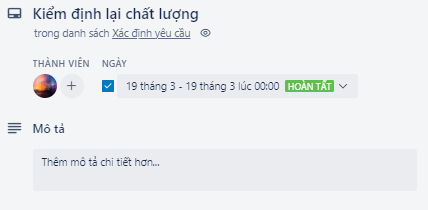 Kiểm định lại chất lượng
trong danh sách Xác định yêu cầu
THÀNH VIÊN NGÀY
19 tháng 3 - 19 tháng 3 lúc 00:00 HOÀN TẤT
Mô tả
Thêm mô tả chi tiết hơn...